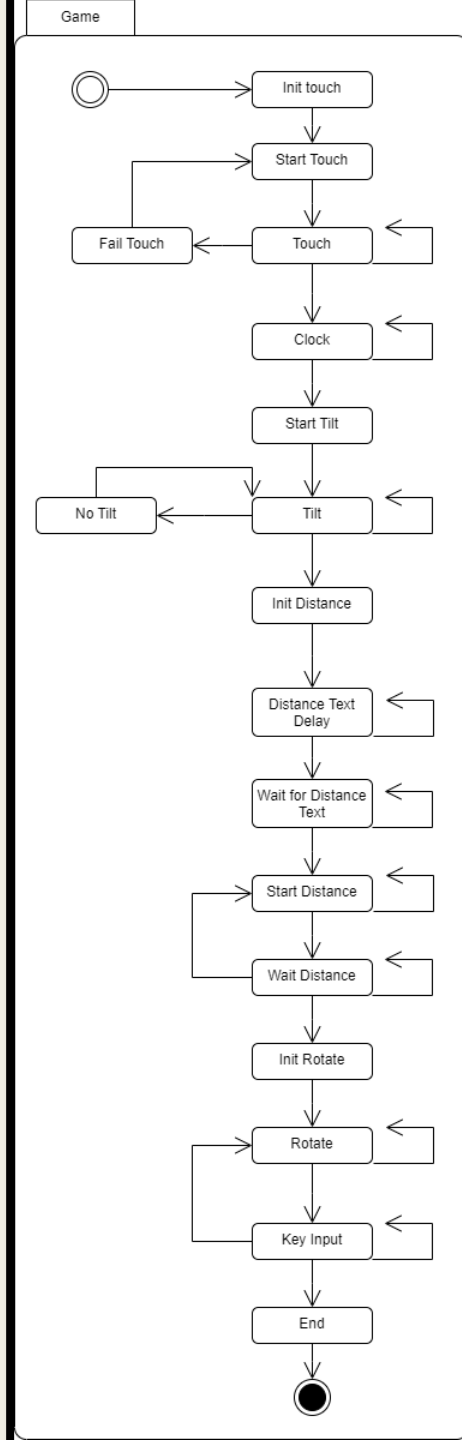 Game
Init touch
Start Touch
Fail Touch
Touch
Clock
Start Tilt
No Tilt
Tilt
Init Distance
Distance Text
Delay
Wait for Distance
Text
Start Distance
Wait Distance
Init Rotate
Rotate
Key Input
End